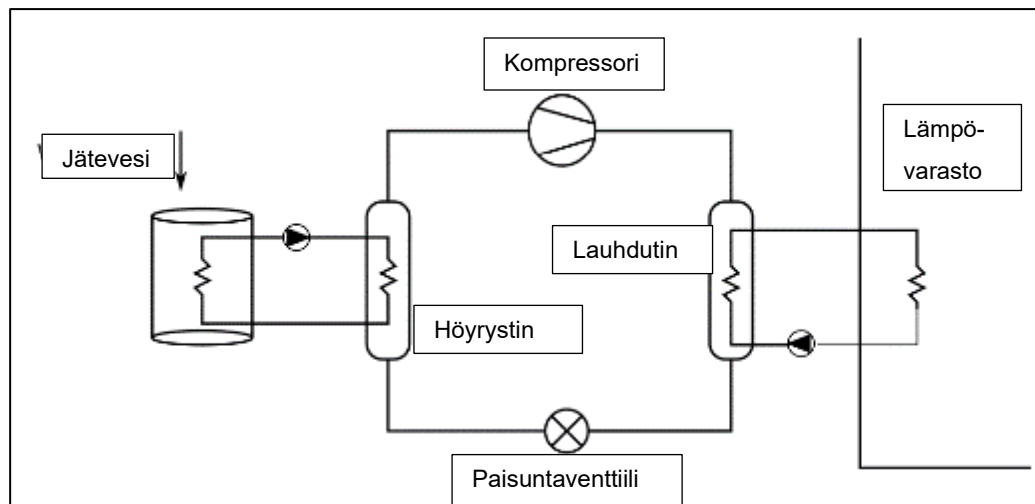 Kompressori
Lämpö-
varasto
Jätevesi
Lauhdutin
Höyrystin
Paisuntaventtiili